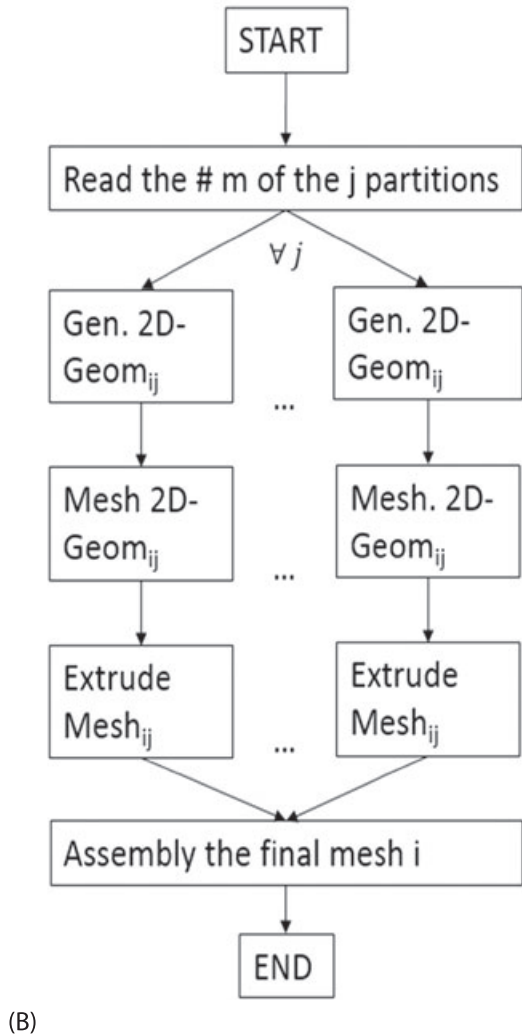 START
Read the # m of the j partitions
∀ j
Gen. 2D-
Geomij
...
Gen. 2D-
Geomij
Mesh 2D-
Geomij
...
Mesh. 2D-
Geomij
Extrude
Meshij
...
Extrude
Meshij
Assembly the final mesh i
END
(B)